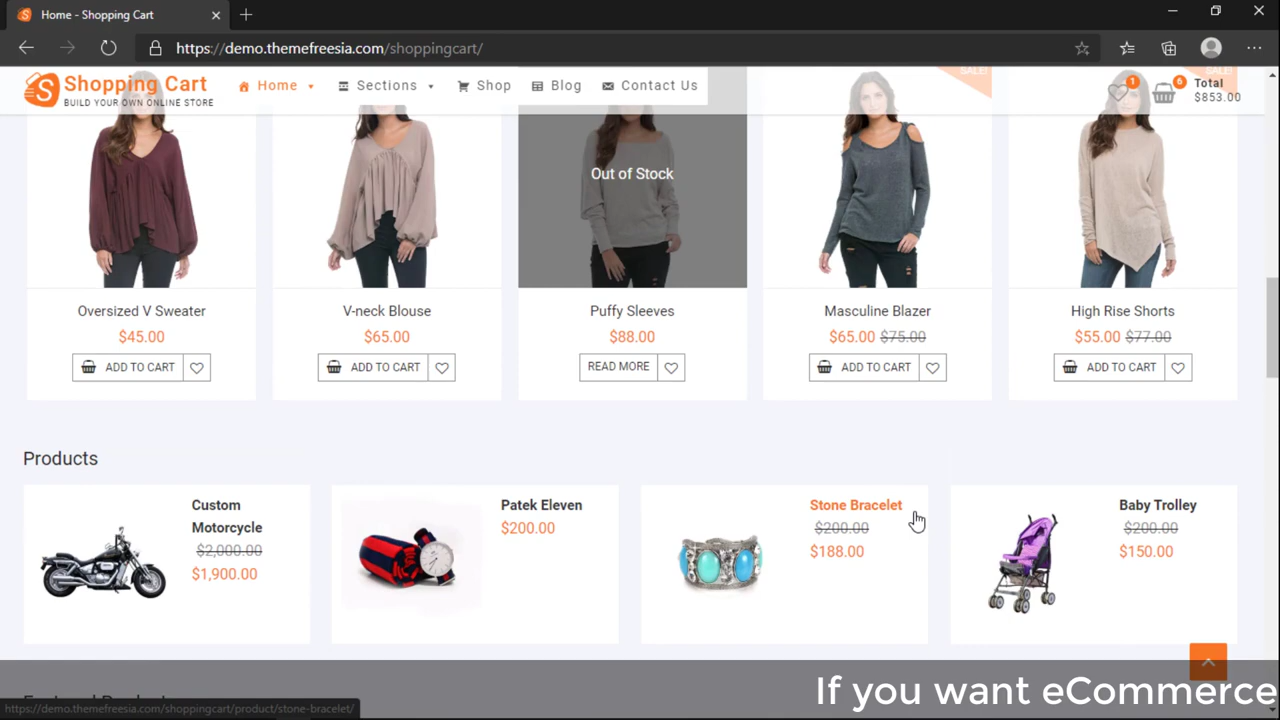 Home - Shopping Cart
https://demo.themefreesia.com/shoppingcart/
Shopping Cart
BUILD YOUR OWN ONLINE STORE
Home
Sections
Shop
Blog
Contact Us
1
6
Total
$853.00
SALE!
SALE!
Out of Stock
Oversized V Sweater
$45.00
ADD TO CART
V-neck Blouse
$65.00
ADD TO CART
Puffy Sleeves
$88.00
READ MORE
Masculine Blazer
$65.00 $75.00
ADD TO CART
High Rise Shorts
$55.00 $77.00
ADD TO CART
Products
Custom
Motorcycle
$2,000.00
$1,900.00
Patek Eleven
$200.00
Stone Bracelet
$200.00
$188.00
Baby Trolley
$200.00
$150.00
If you want eCommerce
https://demo.themefreesia.com/shoppingcart/product/stone-bracelet/